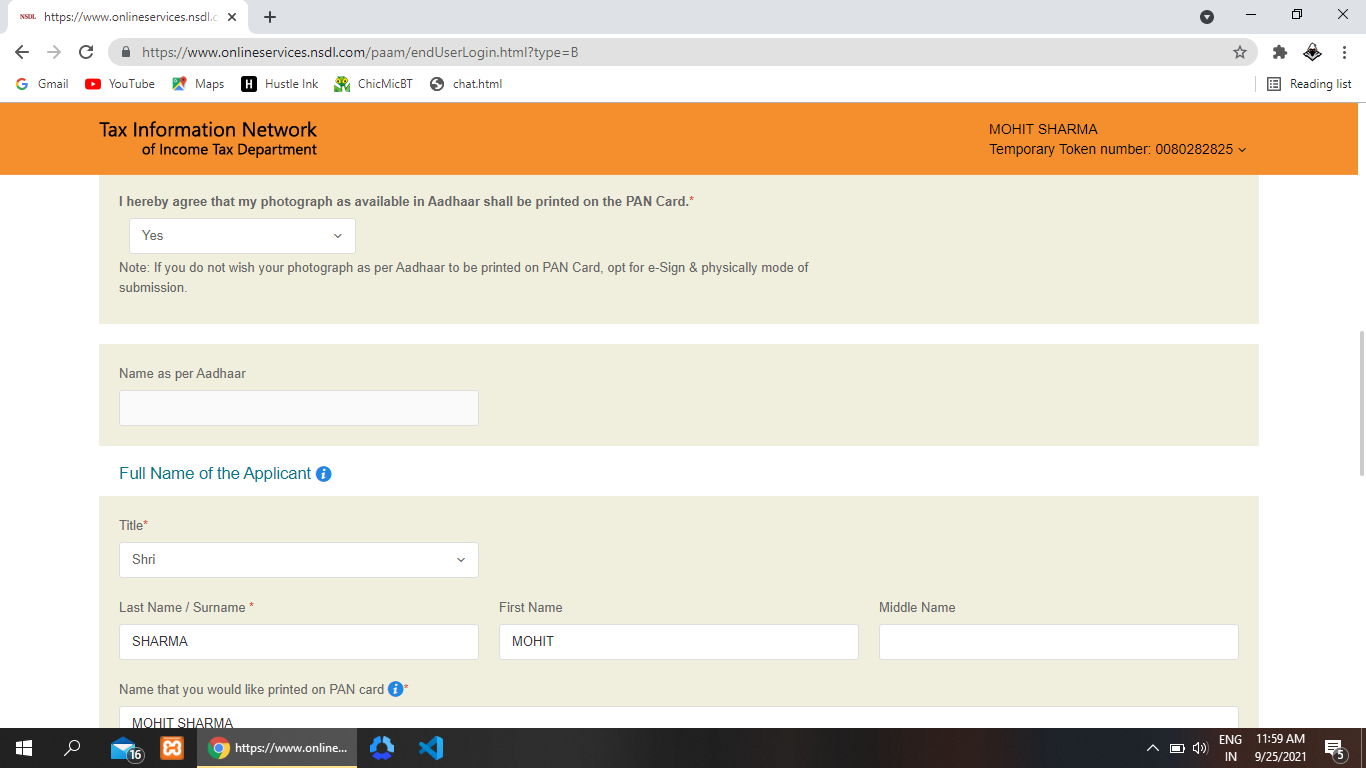 NSDL https://www.onlineservices.nsdl.c
https://www.onlineservices.nsdl.com/paam/endUserLogin.html?type=B
Gmail YouTube Maps H Hustle Ink ChicMicBT chat.html Reading list
Tax Information Network
of Income Tax Department
MOHIT SHARMA
Temporary Token number: 0080282825
I hereby agree that my photograph as available in Aadhaar shall be printed on the PAN Card.*
Yes
Note: If you do not wish your photograph as per Aadhaar to be printed on PAN Card, opt for e-Sign & physically mode of
submission.
Name as per Aadhaar
Full Name of the Applicant i
Title*
Shri
Last Name / Surname * First Name Middle Name
SHARMA MOHIT
Name that you would like printed on PAN card i*
MOHIT SHARMA
16 https://www.online... ENG 11:59 AM
IN 9/25/2021 5